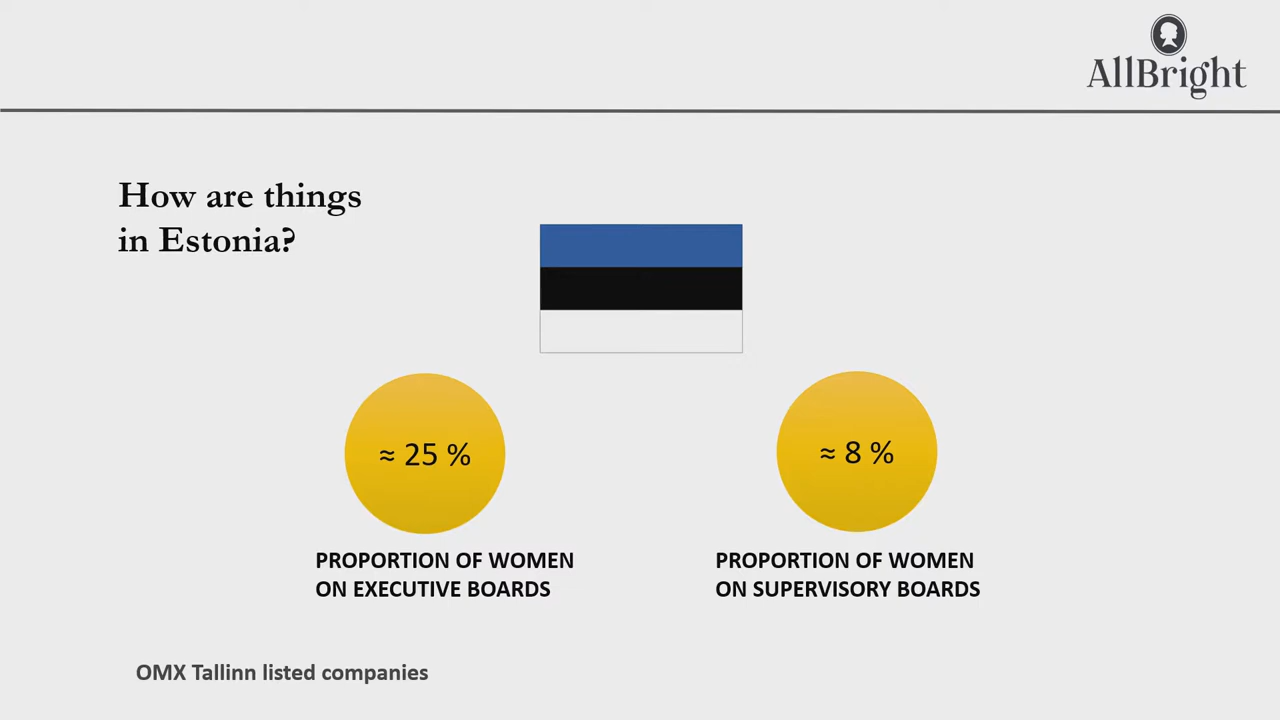 AllBright
How are things
in Estonia?
≈ 25 %
≈ 8 %
PROPORTION OF WOMEN
ON EXECUTIVE BOARDS
PROPORTION OF WOMEN
ON SUPERVISORY BOARDS
OMX Tallinn listed companies